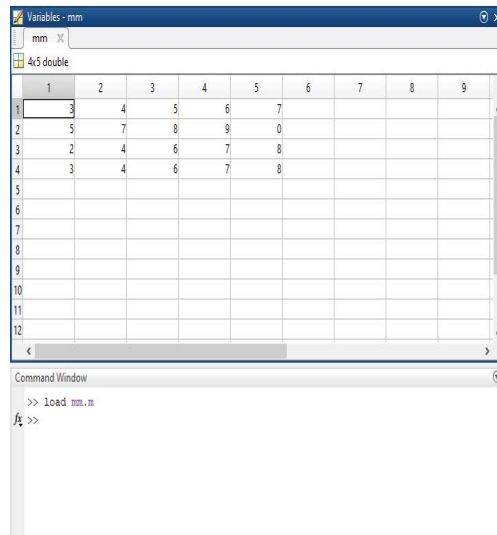 Variables - mm
mm
4x5 double
1 2 3 4 5 6 7 8 9
1 3 4 5 6 7
2 5 7 8 9 0
3 2 4 6 7 8
4 3 4 6 7 8
5
6
7
8
9
10
11
12
Command Window
>> load mm.m
fx >>